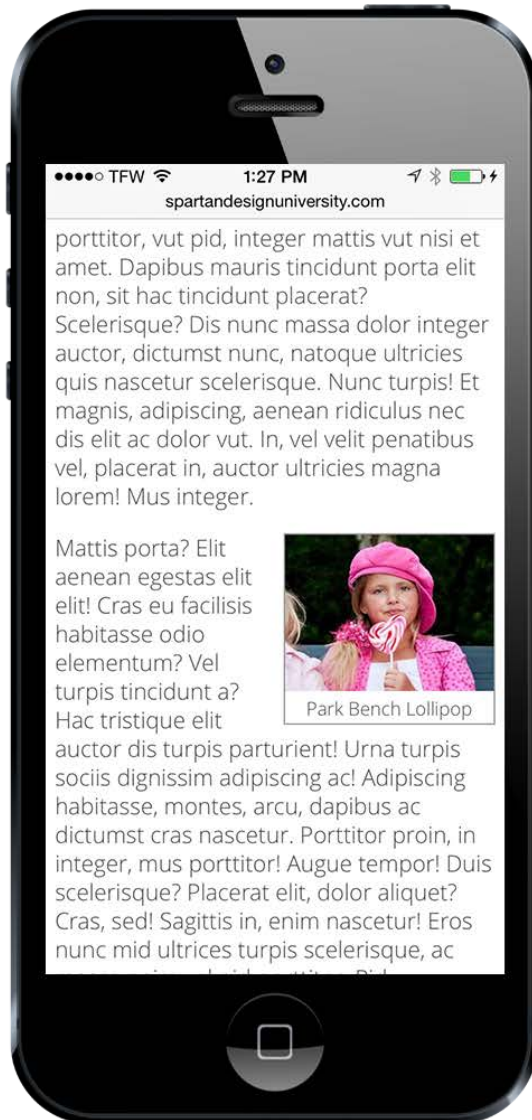 TFW 1:27 PM
spartandesignuniversity.com
porttitor, vut pid, integer mattis vut nisi et
amet. Dapibus mauris tincidunt porta elit
non, sit hac tincidunt placerat?
Scelerisque? Dis nunc massa dolor integer
auctor, dictumst nunc, natoque ultricies
quis nascetur scelerisque. Nunc turpis! Et
magnis, adipiscing, aenean ridiculus nec
dis elit ac dolor vut. In, vel velit penatibus
vel, placerat in, auctor ultricies magna
lorem! Mus integer.
Mattis porta? Elit
aenean egestas elit
elit! Cras eu facilisis
habitasse odio
elementum? Vel
turpis tincidunt a?
Hac tristique elit
Park Bench Lollipop
auctor dis turpis parturient! Urna turpis
sociis dignissim adipiscing ac! Adipiscing
habitasse, montes, arcu, dapibus ac
dictumst cras nascetur. Porttitor proin, in
integer, mus porttitor! Augue tempor! Duis
scelerisque? Placerat elit, dolor aliquet?
Cras, sed! Sagittis in, enim nascetur! Eros
nunc mid ultrices turpis scelerisque, ac